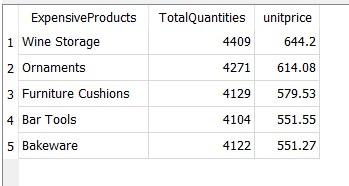 ExpensiveProducts TotalQuantities unitprice
1 Wine Storage 4409 644.2
2 Ornaments 4271 614.08
3 Furniture Cushions 4129 579.53
4 Bar Tools 4104 551.55
5 Bakeware 4122 551.27